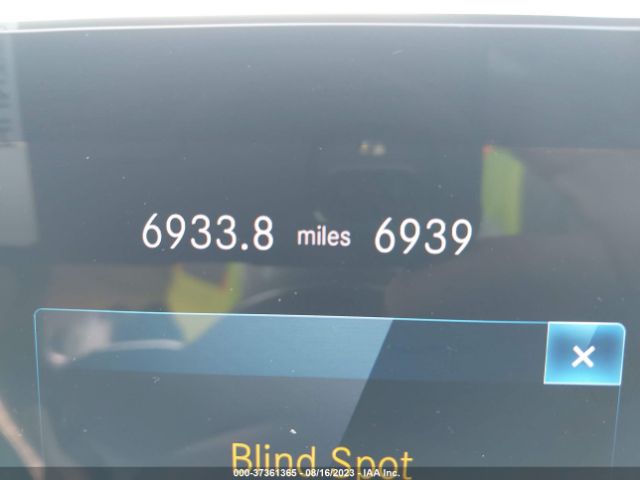 6933.8 miles 6939
Blind Spot
000-37361365 - 08/16/2023 - IAA Inc.